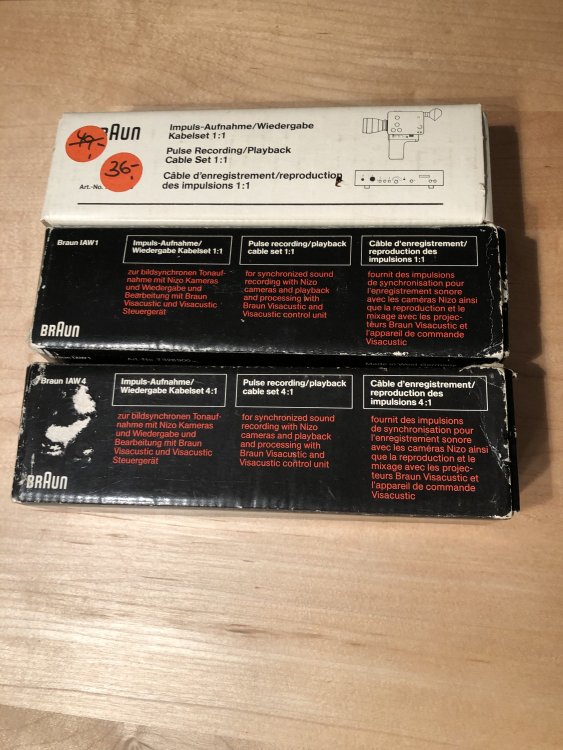 BRAUN
49,-
36,-
Art.-No.
Impuls-Aufnahme/Wiedergabe
Kabelset 1:1
Pulse Recording/Playback
Cable Set 1:1
Câble d'enregistrement/reproduction
des impulsions 1:1
Braun IAW1
BRAUN
Impuls-Aufnahme/
Wiedergabe Kabelset 1:1
zur bildsynchronen Tonauf-
nahme mit Nizo Kameras
und Wiedergabe und
Bearbeitung mit Braun
Visacustic und Visacustic
Steuergerät
Pulse recording/playback
cable set 1:1
for synchronized sound
recording with Nizo
cameras and playback
and processing with
Braun Visacustic and
Visacustic control unit
Câble d'enregistrement/
reproduction des
impulsions 1:1
fournit des impulsions
de synchronisation pour
l'enregistrement sonore
avec les caméras Nizo ainsi
que la reproduction et le
mixage avec les projec-
teurs Braun Visacustic et
l'appareil de commande
Visacustic
Braun IAW4
BRAUN
Impuls-Aufnahme/
Wiedergabe Kabelset 4:1
zur bildsynchronen Tonauf-
nahme mit Nizo Kameras
und Wiedergabe und
Bearbeitung mit Braun
Visacustic und Visacustic
Steuergerät
Pulse recording/playback
cable set 4:1
for synchronized sound
recording with Nizo
cameras and playback
and processing with
Braun Visacustic and
Visacustic control unit
Câble d'enregistrement/
reproduction des
impulsions 4:1
fournit des impulsions
de synchronisation pour
l'enregistrement sonore
avec les caméras Nizo ainsi
que la reproduction et le
mixage avec les projec-
teurs Braun Visacustic et
l'appareil de commande
Visacustic